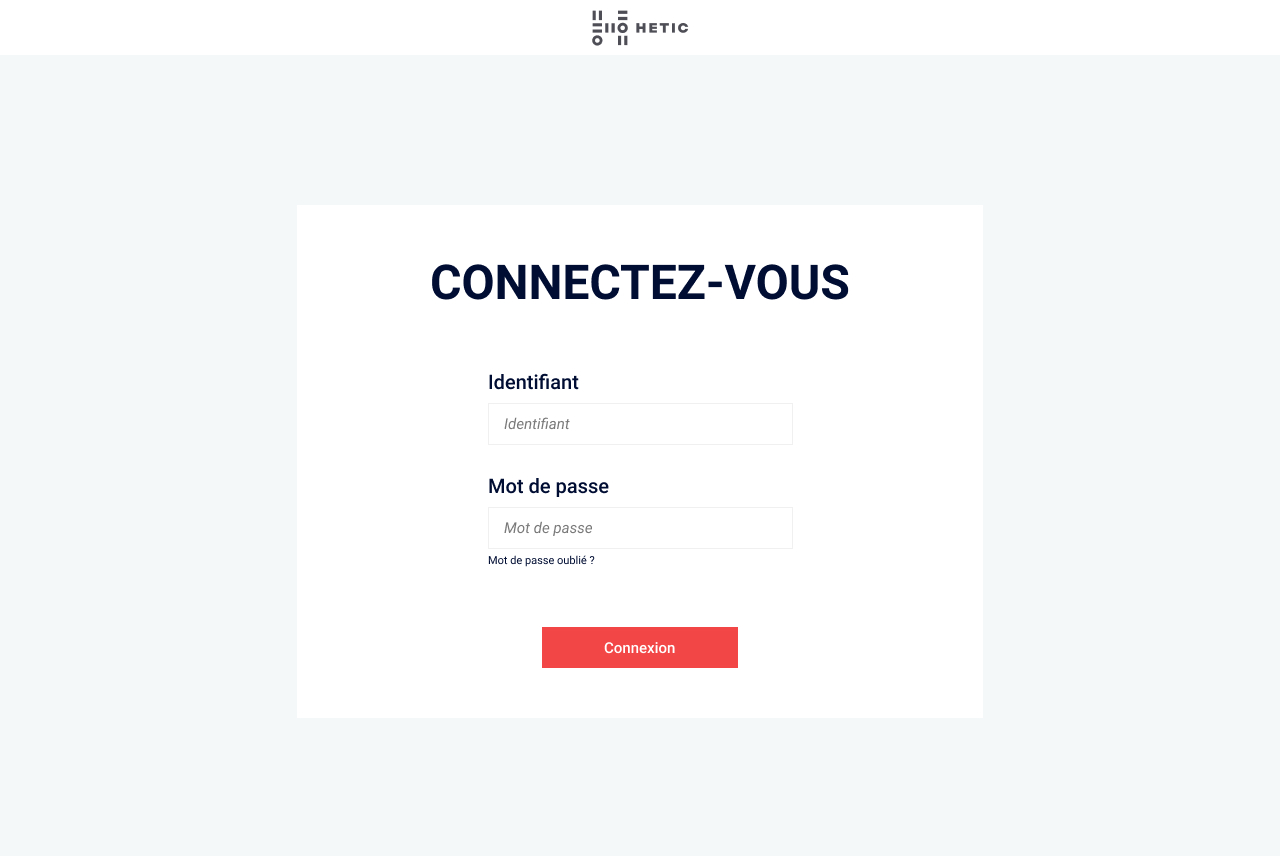 HETIC
CONNECTEZ-VOUS
Identifiant
Identifiant
Mot de passe
Mot de passe
Mot de passe oublié ?
Connexion